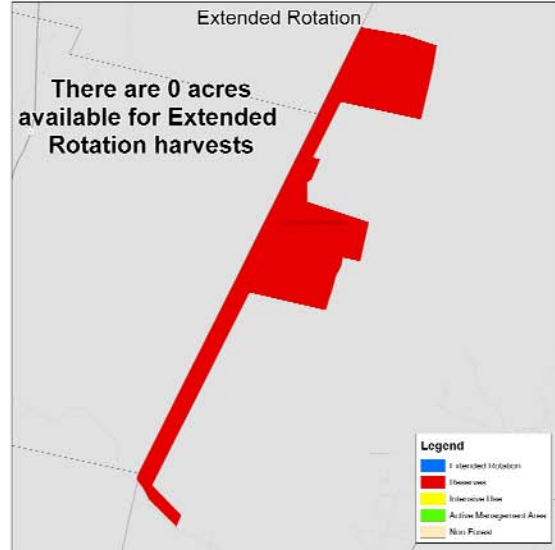 Extended Rotation
There are 0 acres
available for Extended
Rotation harvests
Legend
Extended Rotation
Reserves
Intensive Use
Active Management Area
Non Forest